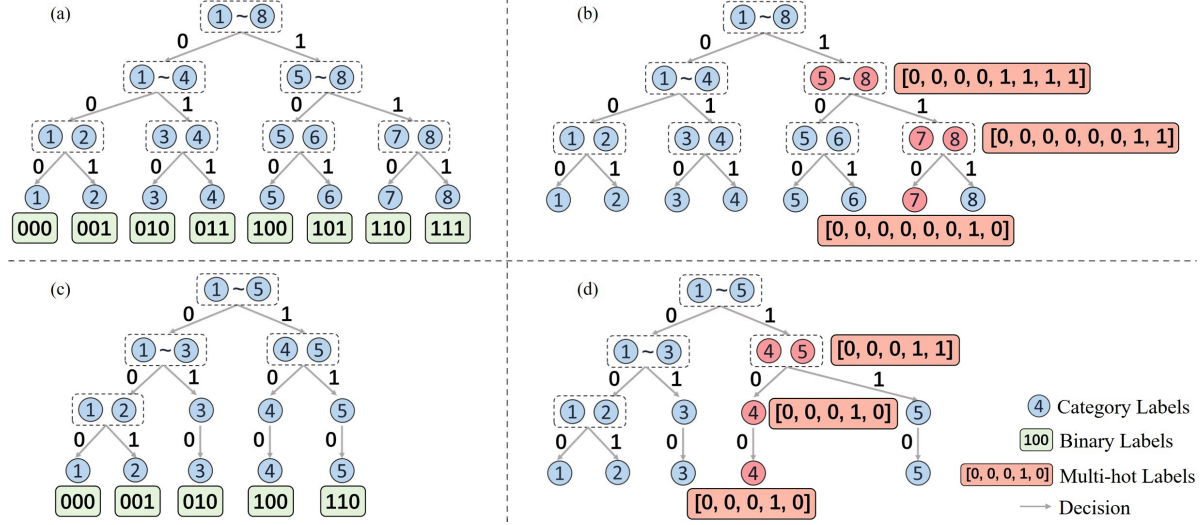 (a)
1 ~ 8
0 1
1 ~ 4 5 ~ 8
0 1 0 1
1 2 3 4 5 6 7 8
0 1 0 1 0 1 0 1
1 2 3 4 5 6 7 8
000 001 010 011 100 101 110 111
(b)
1 ~ 8
0 1
1 ~ 4 5 ~ 8 [0, 0, 0, 0, 1, 1, 1, 1]
0 1 0 1
1 2 3 4 5 6 7 8 [0, 0, 0, 0, 0, 0, 1, 1]
0 1 0 1 0 1 0 1
1 2 3 4 5 6 7 8
[0, 0, 0, 0, 0, 0, 1, 0]
(c)
1 ~ 5
0 1
1 ~ 3 4 5
0 1 0 1
1 2 3 4 5
0 1 0 0 0
1 2 3 4 5
000 001 010 100 110
(d)
1 ~ 5
0 1
1 ~ 3 4 5 [0, 0, 0, 1, 1]
0 1 0 1
1 2 3 4 [0, 0, 0, 1, 0] 5
0 1 0 0 0
1 2 3 4 5
[0, 0, 0, 1, 0]
4 Category Labels
100 Binary Labels
[0, 0, 0, 1, 0] Multi-hot Labels
Decision